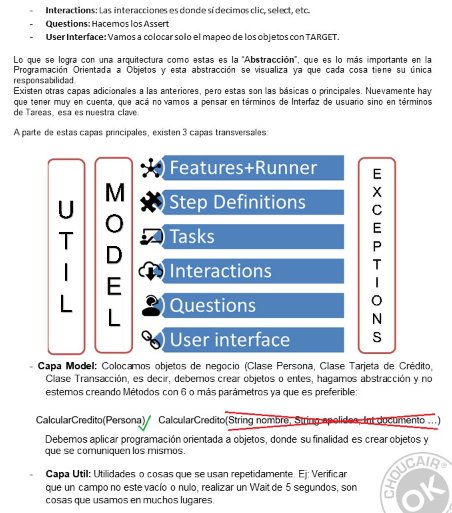 - Interactions: Las interacciones es donde sí decimos clic, select, etc.
- Questions: Hacemos los Assert
- User Interface: Vamos a colocar solo el mapeo de los objetos con TARGET.
Lo que se logra con una arquitectura como estas es la "Abstracción", que es lo más importante en la
Programación Orientada a Objetos y esta abstracción se visualiza ya que cada cosa tiene su única
responsabilidad.
Existen otras capas adicionales a las anteriores, pero estas son las básicas o principales. Nuevamente hay
que tener muy en cuenta, que acá no vamos a pensar en términos de Interfaz de usuario sino en términos
de Tareas, esa es nuestra clave.
A parte de estas capas principales, existen 3 capas transversales:
UTIL
MODEL
Features+Runner
Step Definitions
Tasks
Interactions
Questions
User interface
EXCEPTIONS
- Capa Model: Colocamos objetos de negocio (Clase Persona, Clase Tarjeta de Crédito,
Clase Transacción, es decir, debemos crear objetos o entes, hagamos abstracción y no
estemos creando Métodos con 6 o más parámetros ya que es preferible:
CalcularCredito(Persona) CalcularCredito(String nombre, String apellidos, Int documento ...)
Debemos aplicar programación orientada a objetos, donde su finalidad es crear objetos y
que se comuniquen los mismos.
- Capa Util: Utilidades o cosas que se usan repetidamente. Ej: Verificar
que un campo no este vacío o nulo, realizar un Wait de 5 segundos, son
cosas que usamos en muchos lugares.
CHOUCAIR®
OK